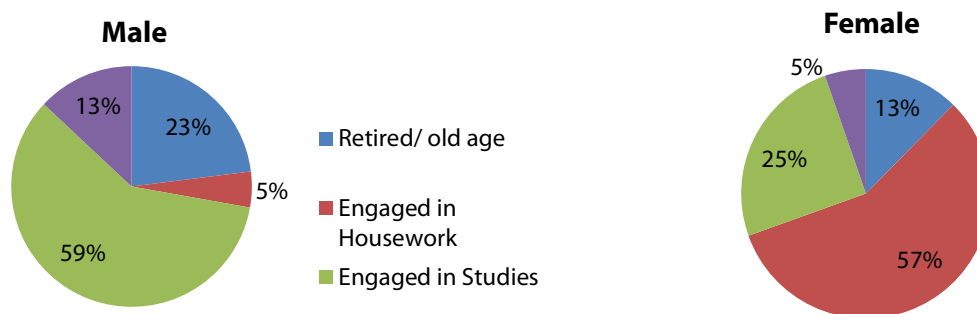 Male
13%
23%
5%
59%
Retired/ old age
Engaged in
Housework
Engaged in Studies
Female
5%
13%
25%
57%